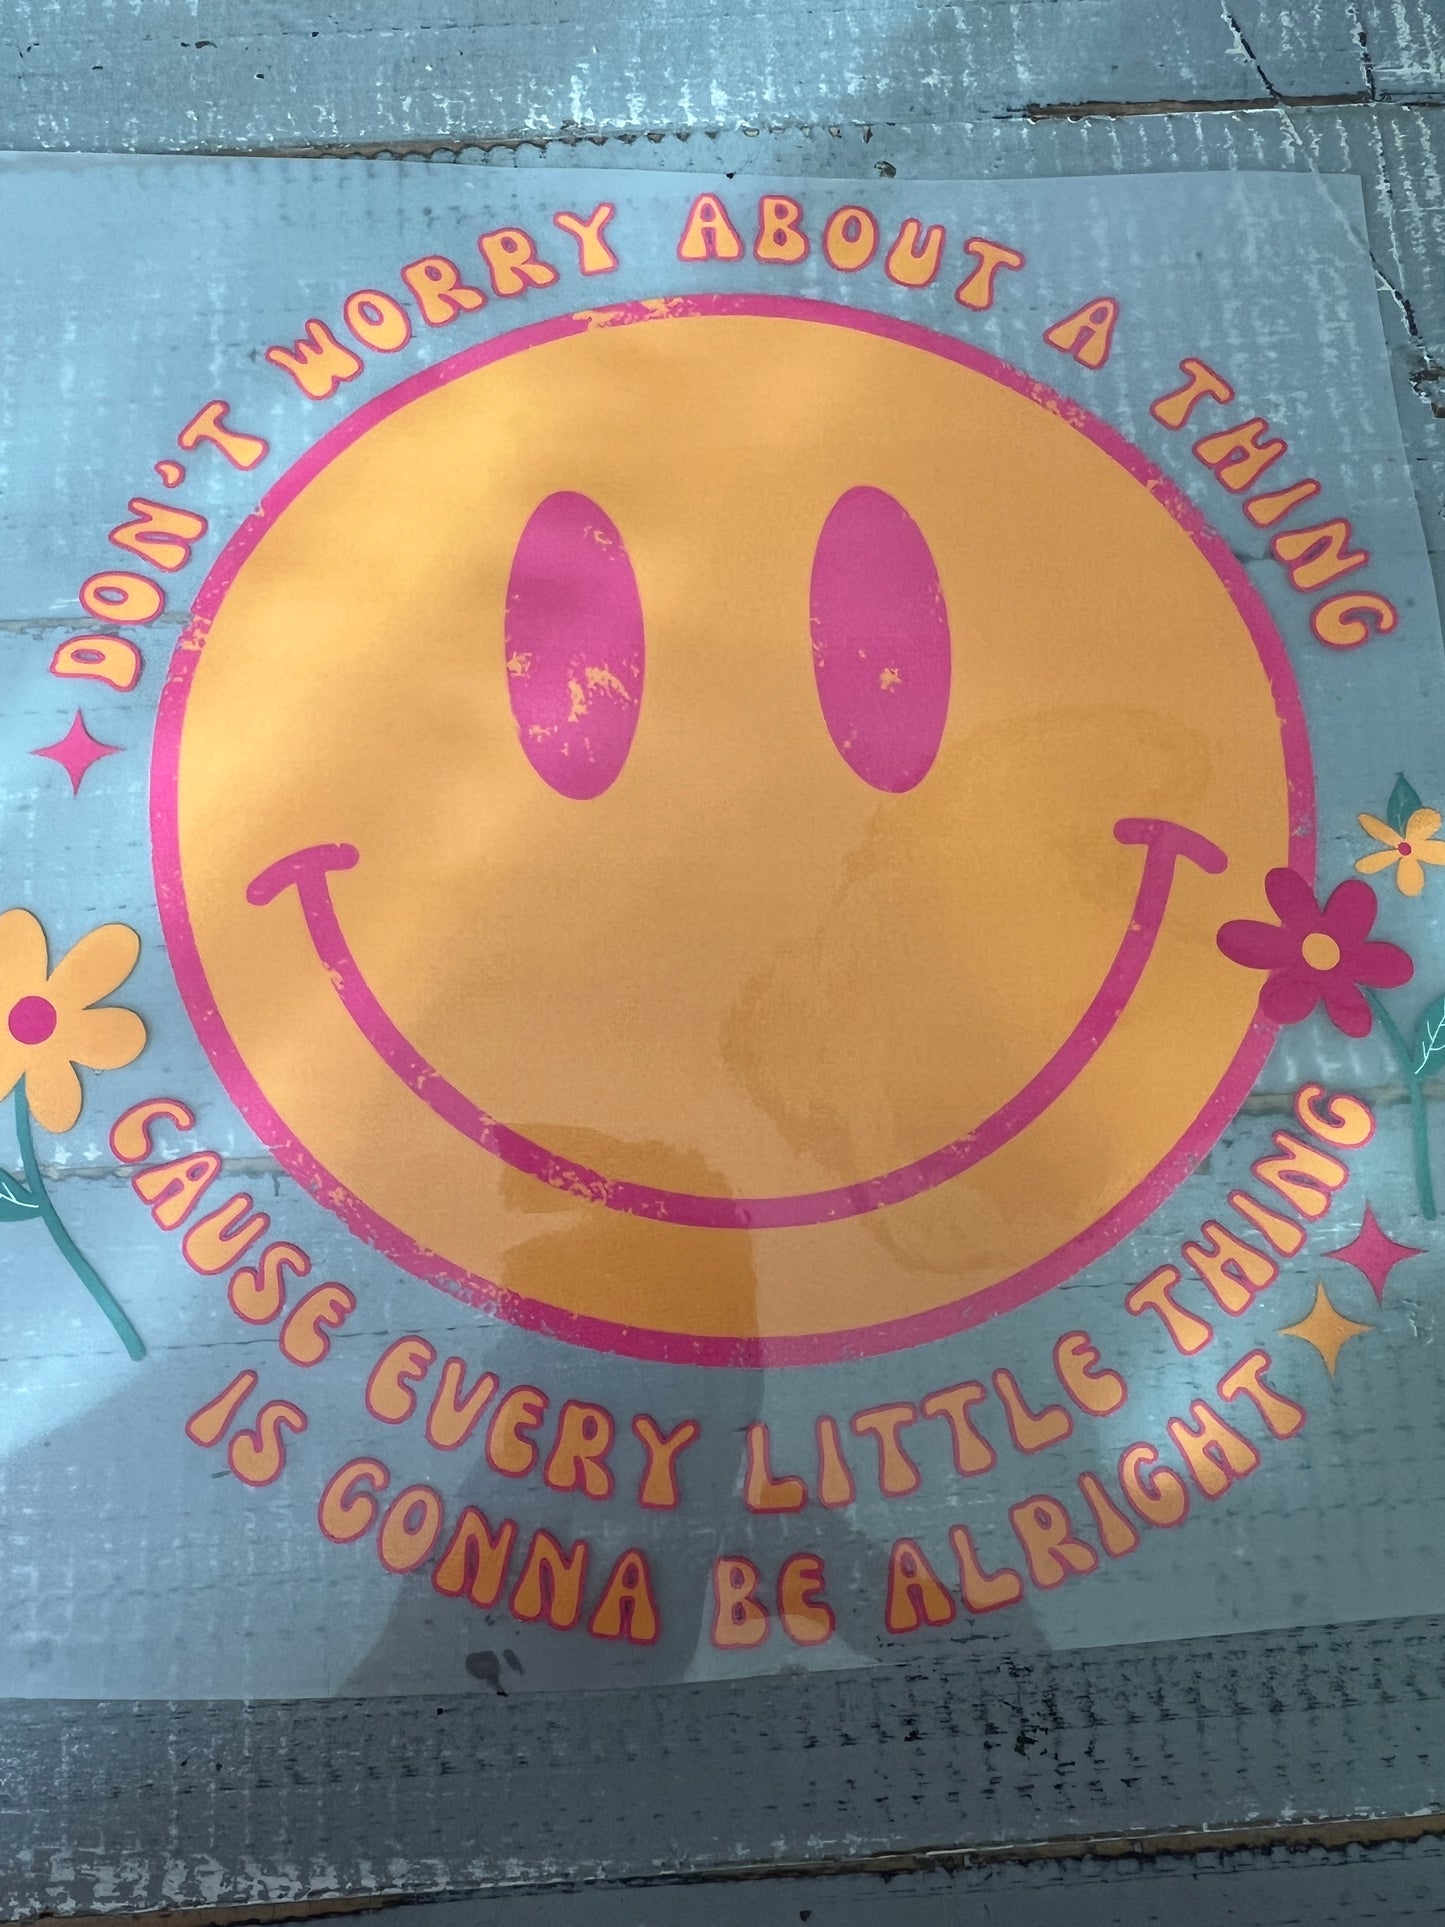 DON'T WORRY ABOUT A THING
CAUSE EVERY LITTLE THING
IS GONNA BE ALRIGHT